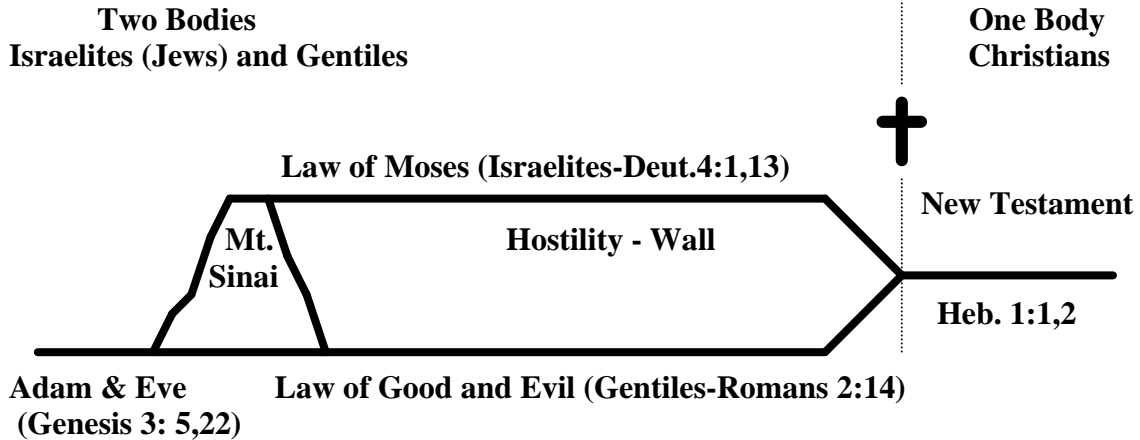 Two Bodies
Israelites (Jews) and Gentiles
One Body
Christians
Law of Moses (Israelites-Deut.4:1,13)
New Testament
Mt.
Sinai
Hostility - Wall
Heb. 1:1,2
Adam & Eve
(Genesis 3: 5,22)
Law of Good and Evil (Gentiles-Romans 2:14)